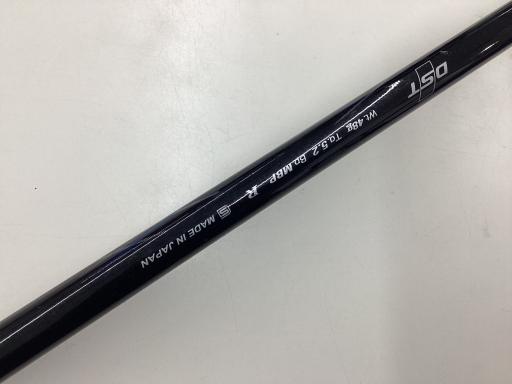 DST
Wt.48g Tq.5.2 Bp.MBP R S MADE IN JAPAN